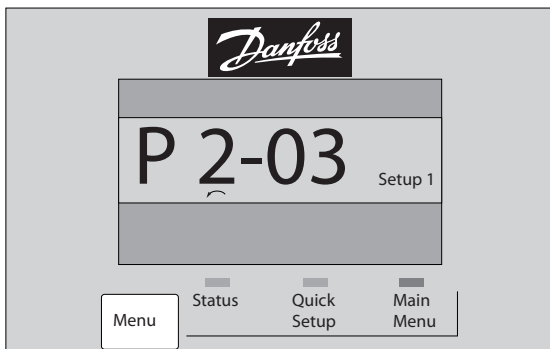 Danfoss
P 2-03
Setup 1
Menu
Status
Quick
Setup
Main
Menu